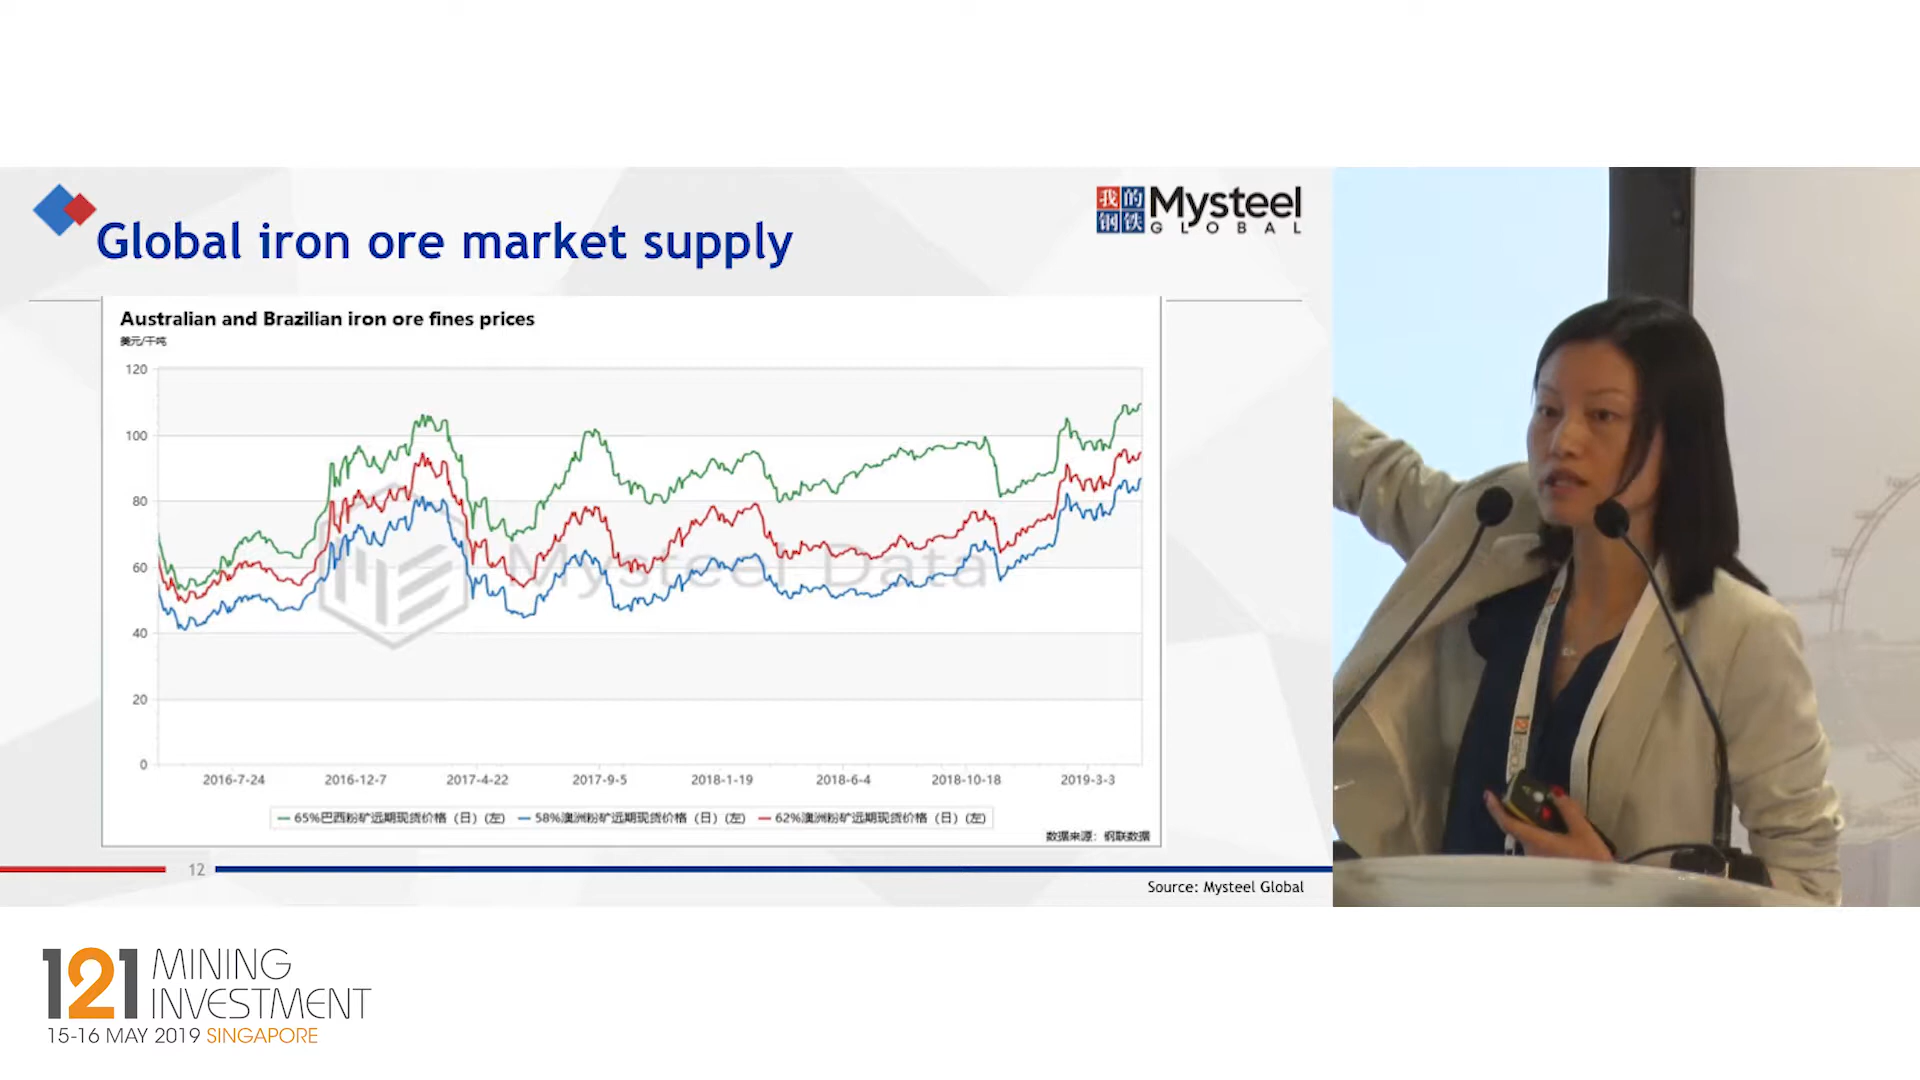 Global iron ore market supply
我的
钢铁
Mysteel
GLOBAL
Australian and Brazilian iron ore fines prices
美元/干吨
120
100
80
60
40
20
0
Mysteel Data
2016-7-24 2016-12-7 2017-4-22 2017-9-5 2018-1-19 2018-6-4 2018-10-18 2019-3-3
65%巴西粉矿远期现货价格（日）(左) 58%澳洲粉矿远期现货价格（日）(左) 62%澳洲粉矿远期现货价格（日）(左)
数据来源：钢联数据
12
Source: Mysteel Global
121 MINING
INVESTMENT
15-16 MAY 2019 SINGAPORE